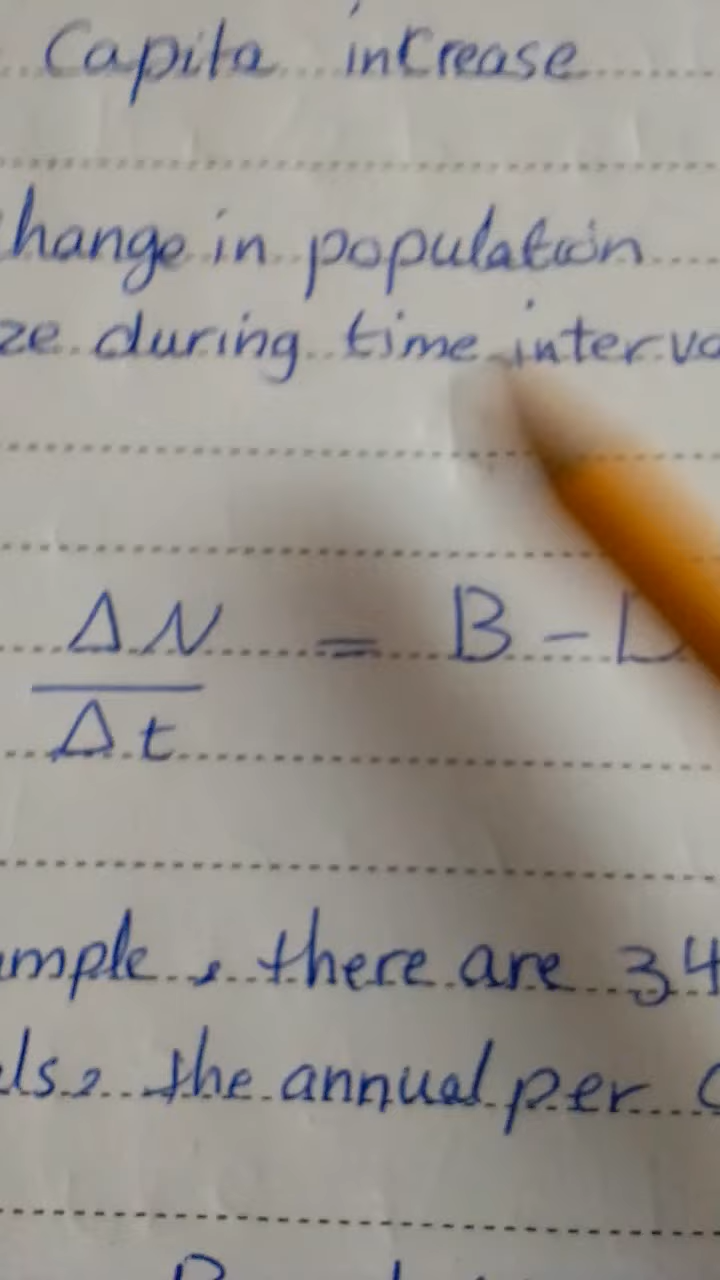 Capita increase
hange in population
ze during time interva
ΔN = B - D
Δt
mple, there are 34
ls, the annual per c